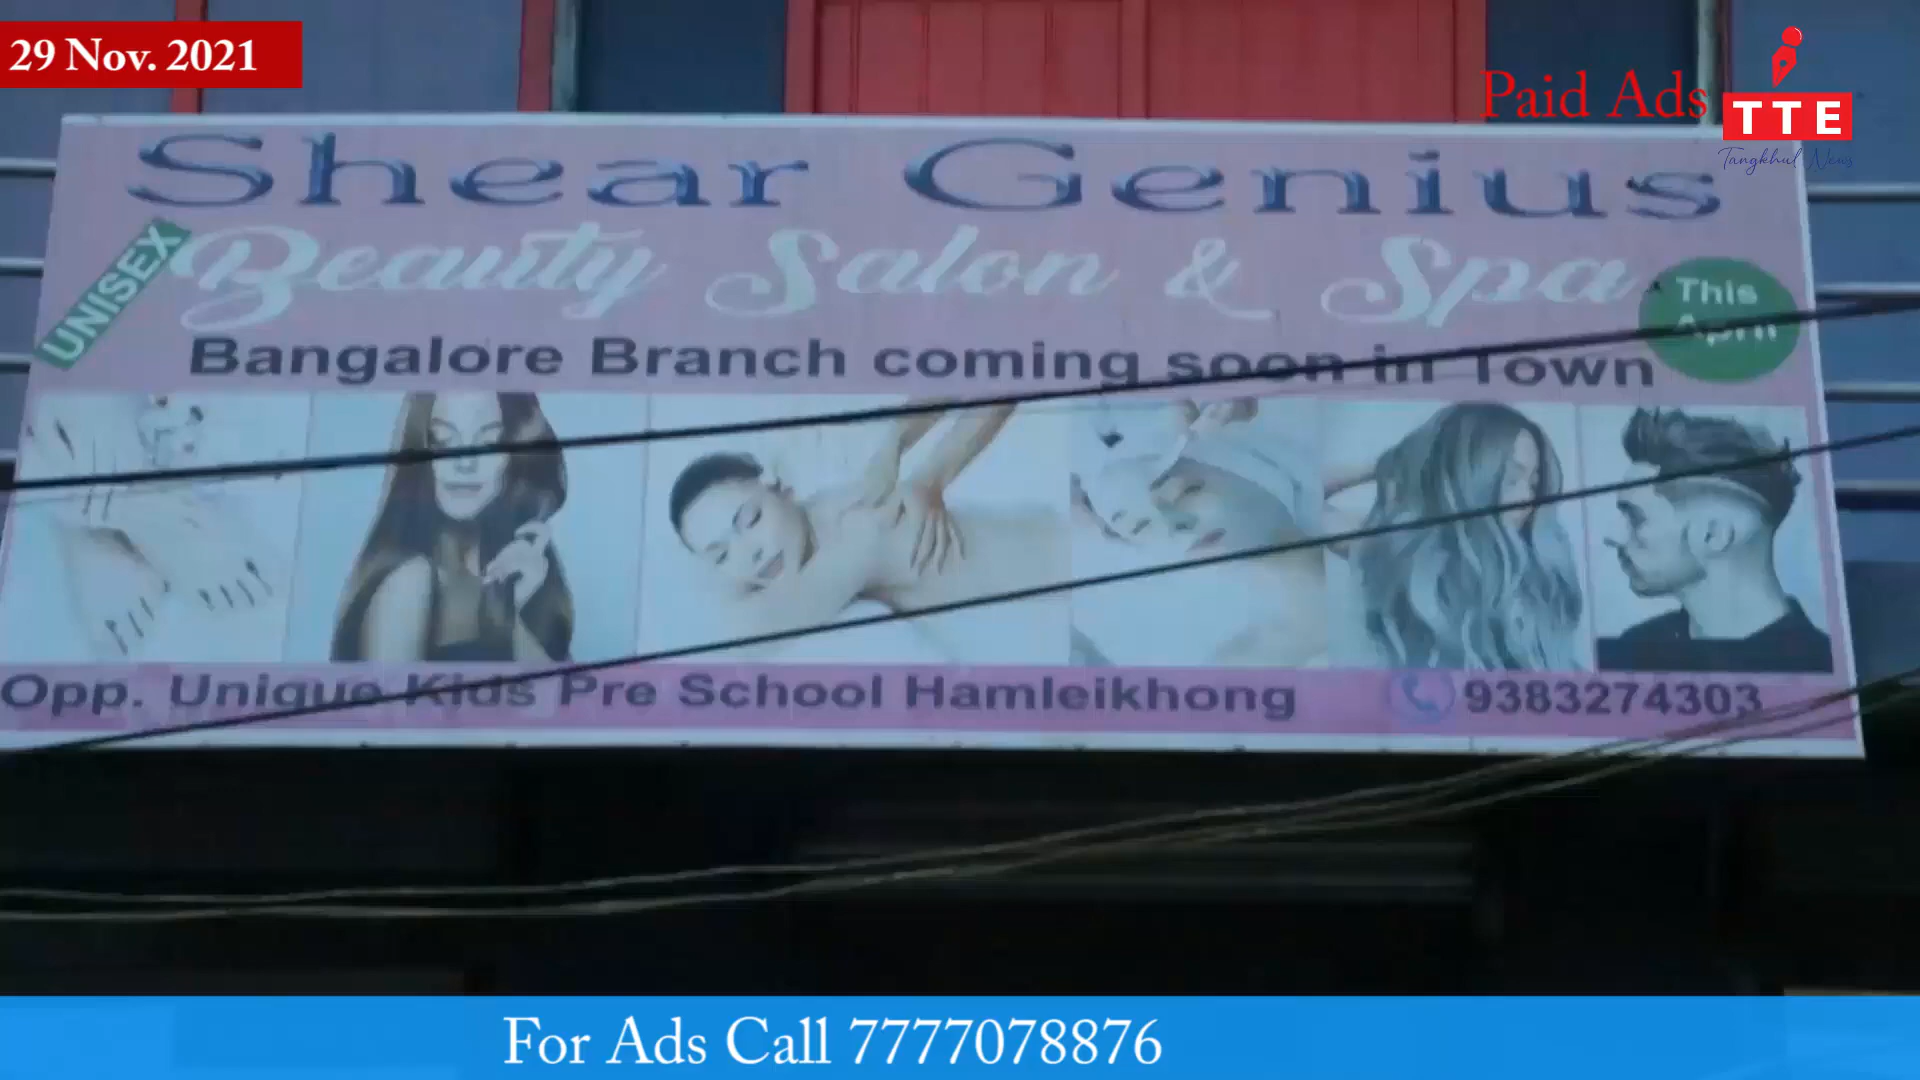 29 Nov. 2021
Paid Ads
TTE
Tangkhul News
Shear Genius
UNISEX
Beauty Salon & Spa
This
April
Bangalore Branch coming soon in Town
Opp. Unique Kids Pre School Hamleikhong
9383274303
For Ads Call 7777078876